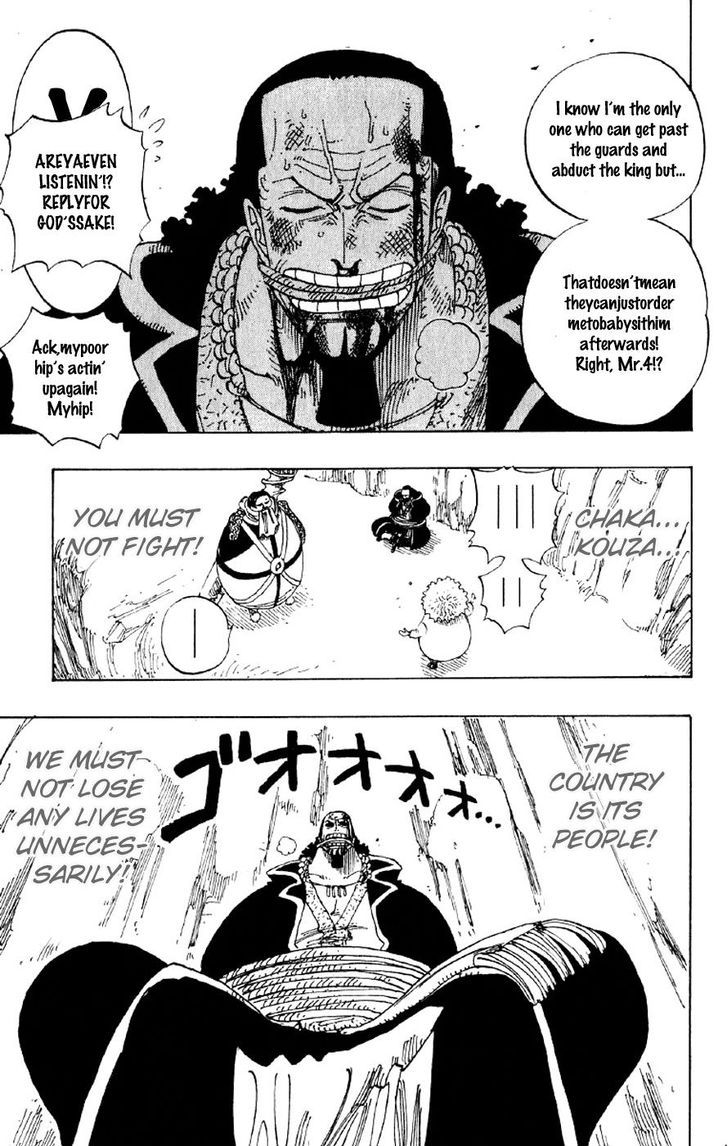 I know I'm the only
one who can get past
the guards and
abduct the king but...
Thatdoesn'tmean
theycanjustorder
metobabysithim
afterwards!
Right, Mr.4!?
AREYAEVEN
LISTENIN'!?
REPLYFOR
GOD'SSAKE!
Ack,mypoor
hip's actin'
upagain!
Myhip!
CHAKA...
KOUZA...
YOU MUST
NOT FIGHT!
THE
COUNTRY
IS ITS
PEOPLE!
ゴオオオオオ...
WE MUST
NOT LOSE
ANY LIVES
UNNECES-
SARILY!